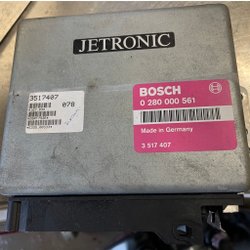 JETRONIC
3517407
078
BOSCH
0 280 000 561
Made in Germany
3 517 407